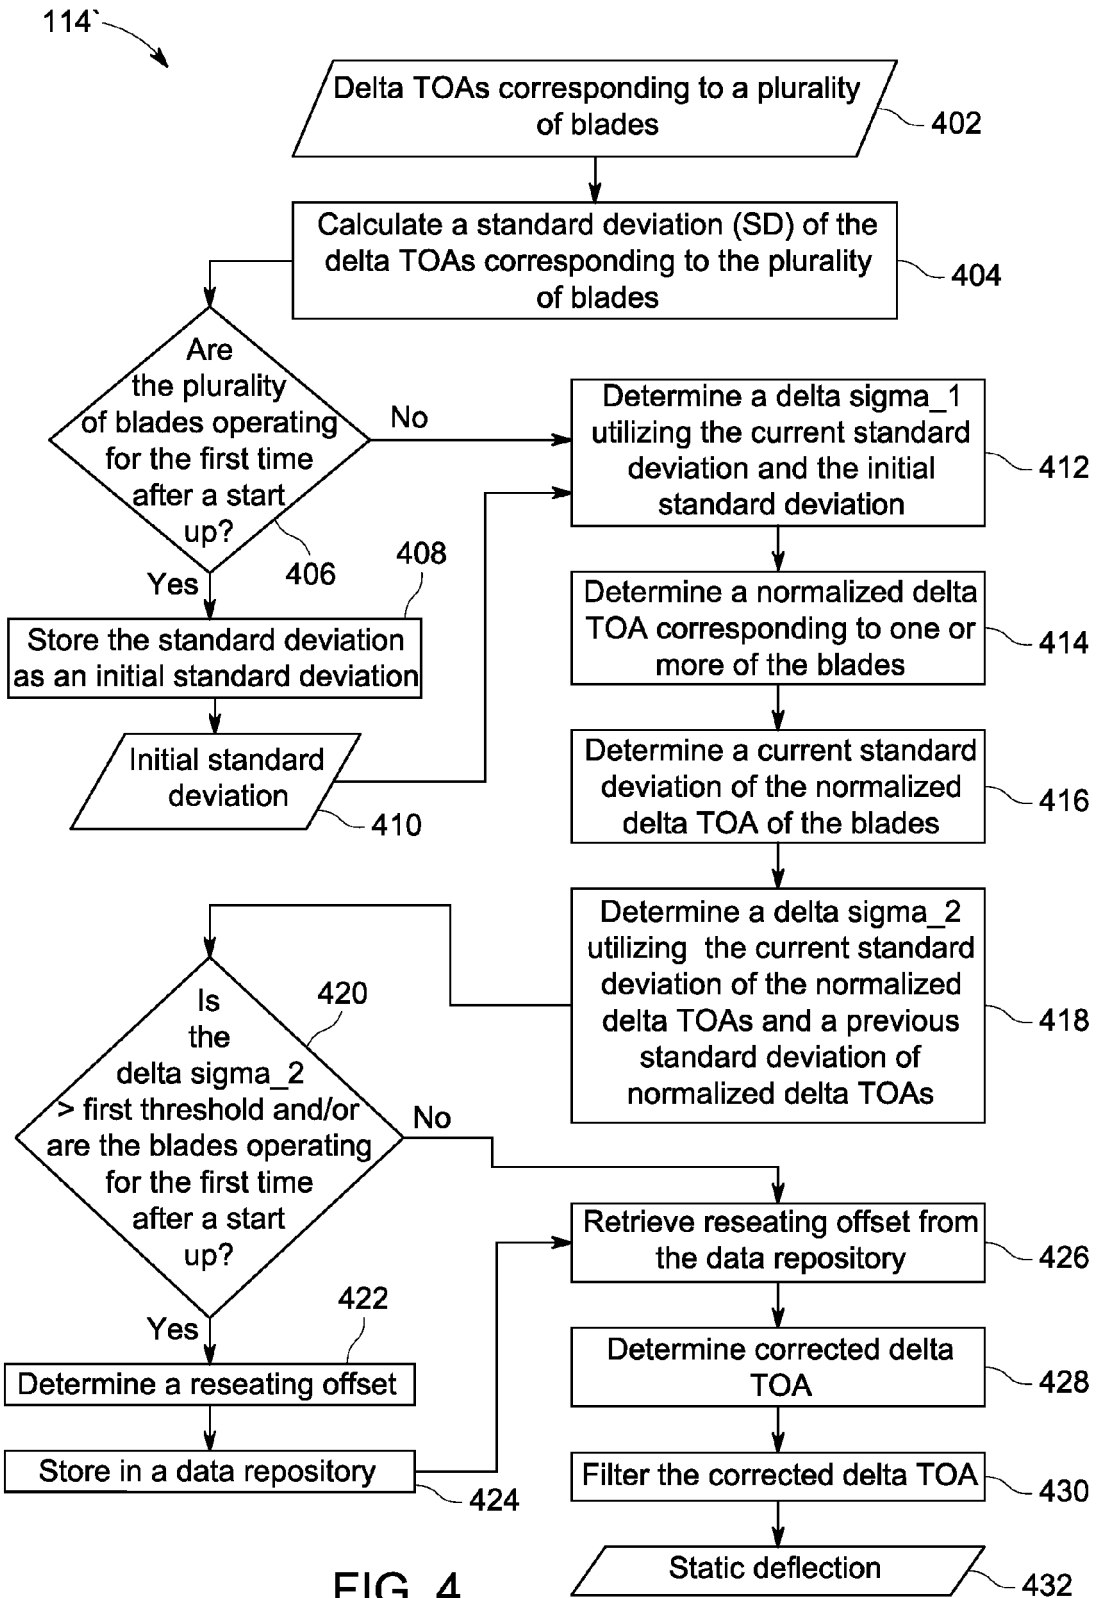 114`
Delta TOAs corresponding to a plurality
of blades
402
Calculate a standard deviation (SD) of the
delta TOAs corresponding to the plurality
of blades
404
Are
the plurality
of blades operating
for the first time
after a start
up?
406
No
Yes
408
Store the standard deviation
as an initial standard deviation
Initial standard
deviation
410
Determine a delta sigma_1
utilizing the current standard
deviation and the initial
standard deviation
412
Determine a normalized delta
TOA corresponding to one or
more of the blades
414
Determine a current standard
deviation of the normalized
delta TOA of the blades
416
Determine a delta sigma_2
utilizing the current standard
deviation of the normalized
delta TOAs and a previous
standard deviation of
normalized delta TOAs
418
Is
the
delta sigma_2
> first threshold and/or
are the blades operating
for the first time
after a start
up?
420
No
Yes
422
Determine a reseating offset
Store in a data repository
424
Retrieve reseating offset from
the data repository
426
Determine corrected delta
TOA
428
Filter the corrected delta TOA
430
Static deflection
432
FIG. 4